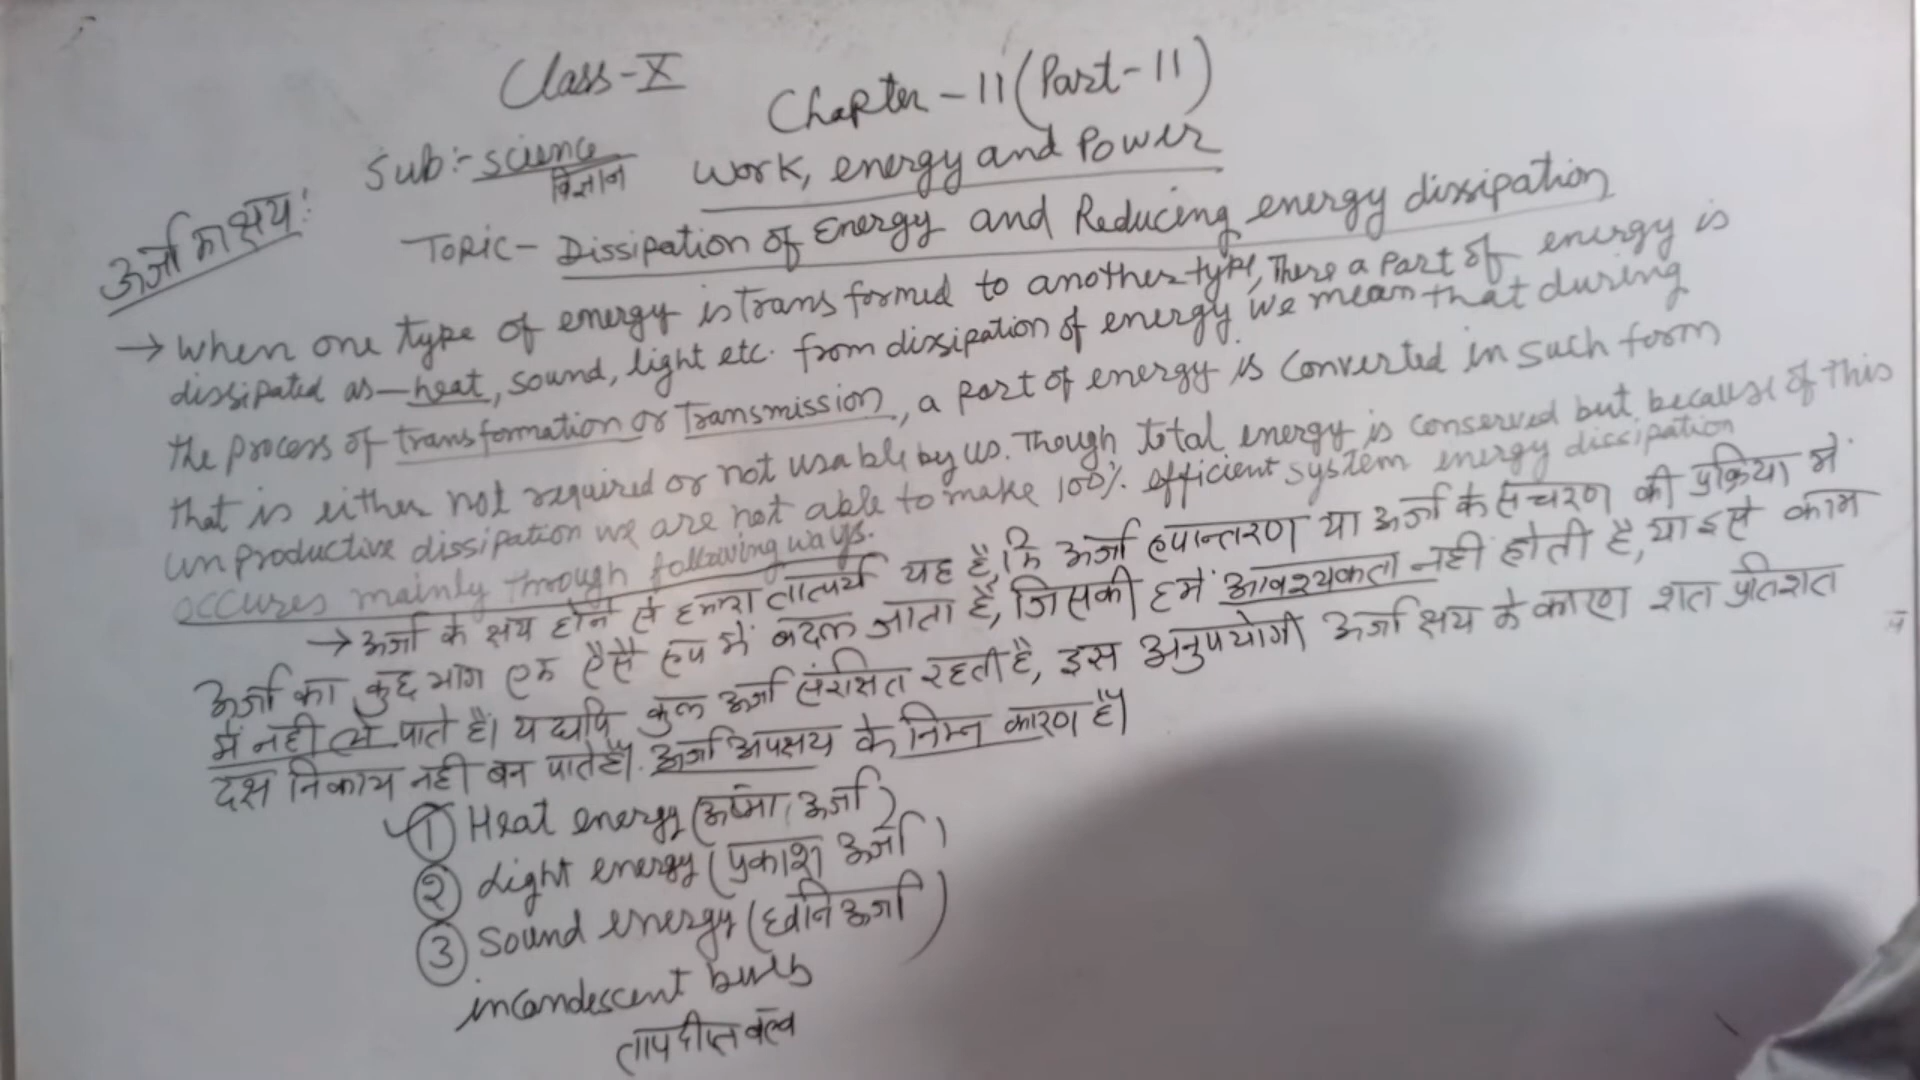 Class-X
Chapter-11 (Part-11)
Sub:- science
विज्ञान
Work, energy and Power
ऊर्जा का क्षय:
Topic- Dissipation of Energy and Reducing energy dissipation
→ When one type of energy is transformed to another type, There a part of energy is
dissipated as—heat, sound, light etc. from dissipation of energy we mean that during
the process of transformation or Transmission, a part of energy is converted in such form
that is either not required or not usable by us. Though total energy is conserved but because of this
unproductive dissipation we are not able to make 100% efficient system energy dissipation
occures mainly through following ways.
→ ऊर्जा के क्षय होने से हमारा तात्पर्य यह है, कि ऊर्जा रूपान्तरण या ऊर्जा के संचरण की प्रक्रिया में
ऊर्जा का कुछ भाग एक ऐसे रूप में बदल जाता है, जिसकी हमें आवश्यकता नही होती है, या इसे काम
में नही ले पाते है। यद्यपि कुल ऊर्जा संरक्षित रहती है, इस अनुपयोगी ऊर्जा क्षय के कारण शत प्रतिशत
दक्ष निकाय नही बन पाते है। ऊर्जा अपक्षय के निम्न कारण है।
① Heat energy (ऊष्मा ऊर्जा)
② Light energy (प्रकाश ऊर्जा)
③ Sound energy (ध्वनि ऊर्जा)
incandescent bulb
तापदीप्त बल्ब